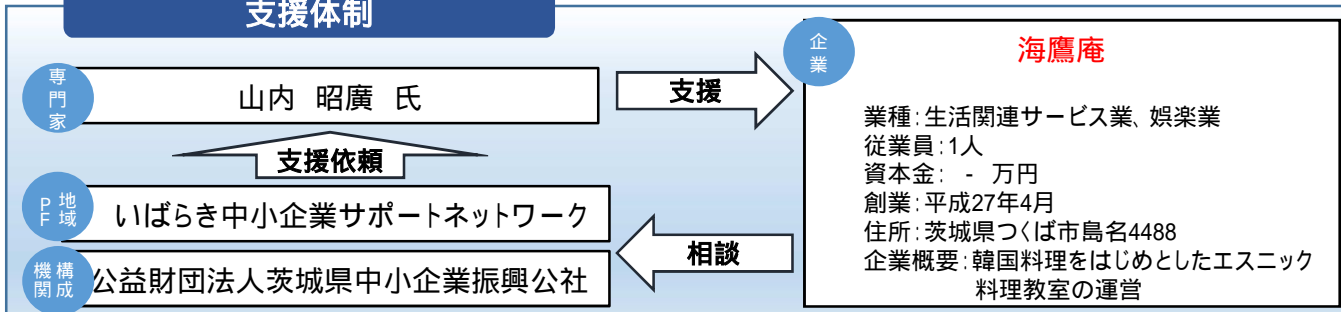 支援体制
専門家
山内 昭廣 氏
支援
支援依頼
地域PF
いばらき中小企業サポートネットワーク
構成機関
公益財団法人茨城県中小企業振興公社
相談
企業
海鷹庵
業種:生活関連サービス業、娯楽業
従業員:1人
資本金: - 万円
創業:平成27年4月
住所:茨城県つくば市島名4488
企業概要:韓国料理をはじめとしたエスニック
料理教室の運営